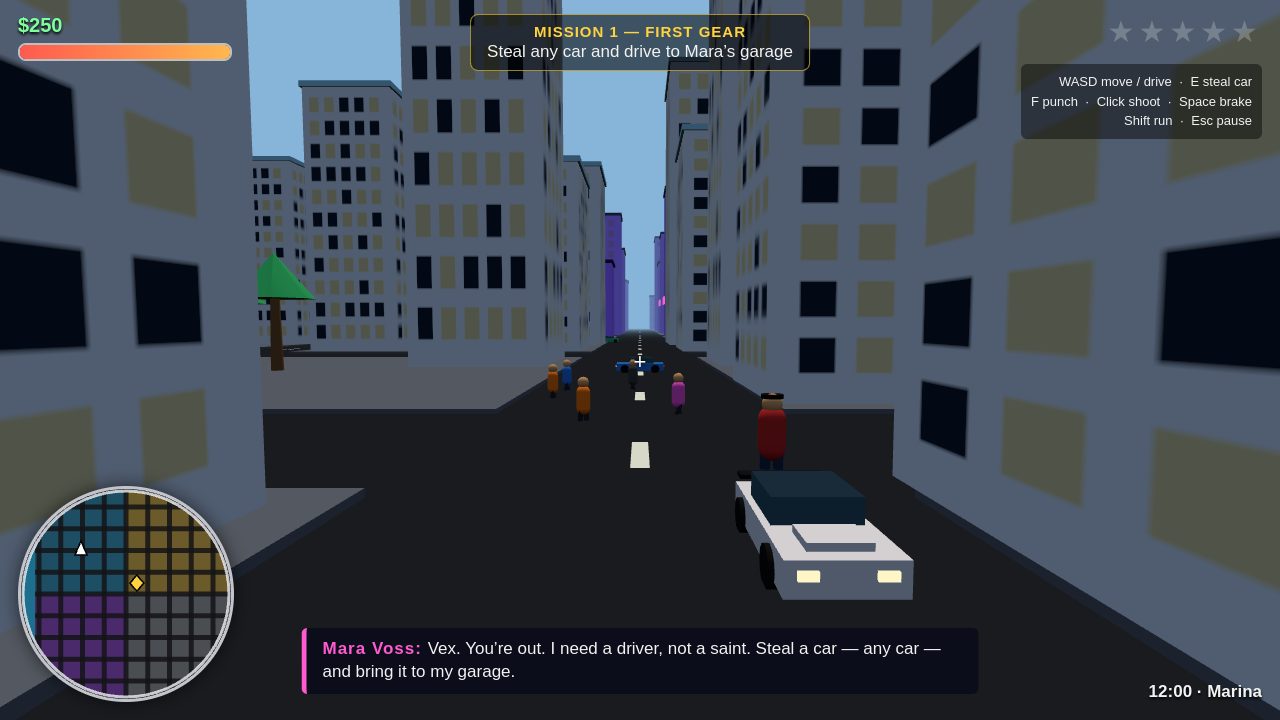 $250
MISSION 1 — FIRST GEAR
Steal any car and drive to Mara’s garage
★★★★★
WASD move / drive · E steal car
F punch · Click shoot · Space brake
Shift run · Esc pause
Mara Voss: Vex. You’re out. I need a driver, not a saint. Steal a car — any car —
and bring it to my garage.
12:00 · Marina